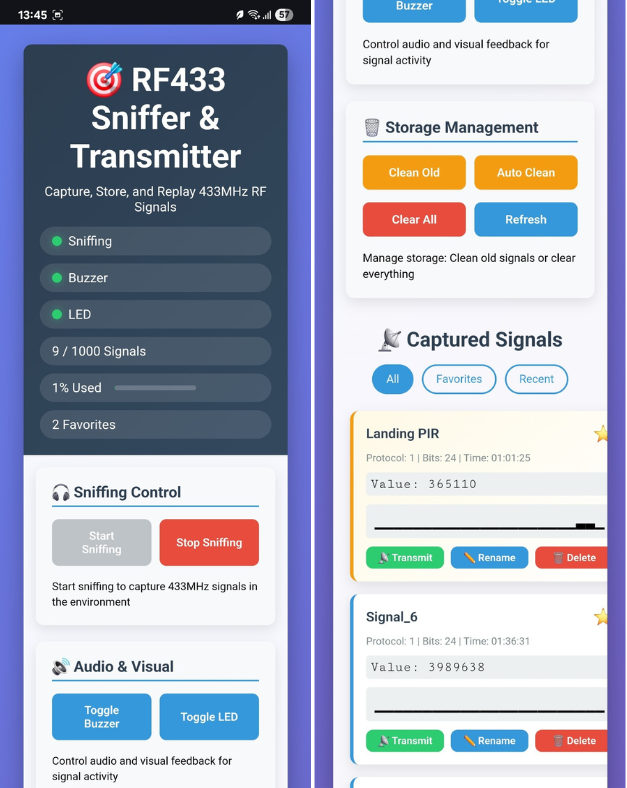 13:45
57
RF433
Sniffer &
Transmitter
Capture, Store, and Replay 433MHz RF
Signals
Sniffing
Buzzer
LED
9 / 1000 Signals
1% Used
2 Favorites
Sniffing Control
Start
Sniffing
Stop Sniffing
Start sniffing to capture 433MHz signals in
the environment
Audio & Visual
Toggle
Buzzer
Toggle LED
Control audio and visual feedback for
signal activity
Buzzer
Toggle LED
Control audio and visual feedback for
signal activity
Storage Management
Clean Old
Auto Clean
Clear All
Refresh
Manage storage: Clean old signals or clear
everything
Captured Signals
All
Favorites
Recent
Landing PIR
Protocol: 1 | Bits: 24 | Time: 01:01:25
Value: 365110
Transmit
Rename
Delete
Signal_6
Protocol: 1 | Bits: 24 | Time: 01:36:31
Value: 3989638
Transmit
Rename
Delete